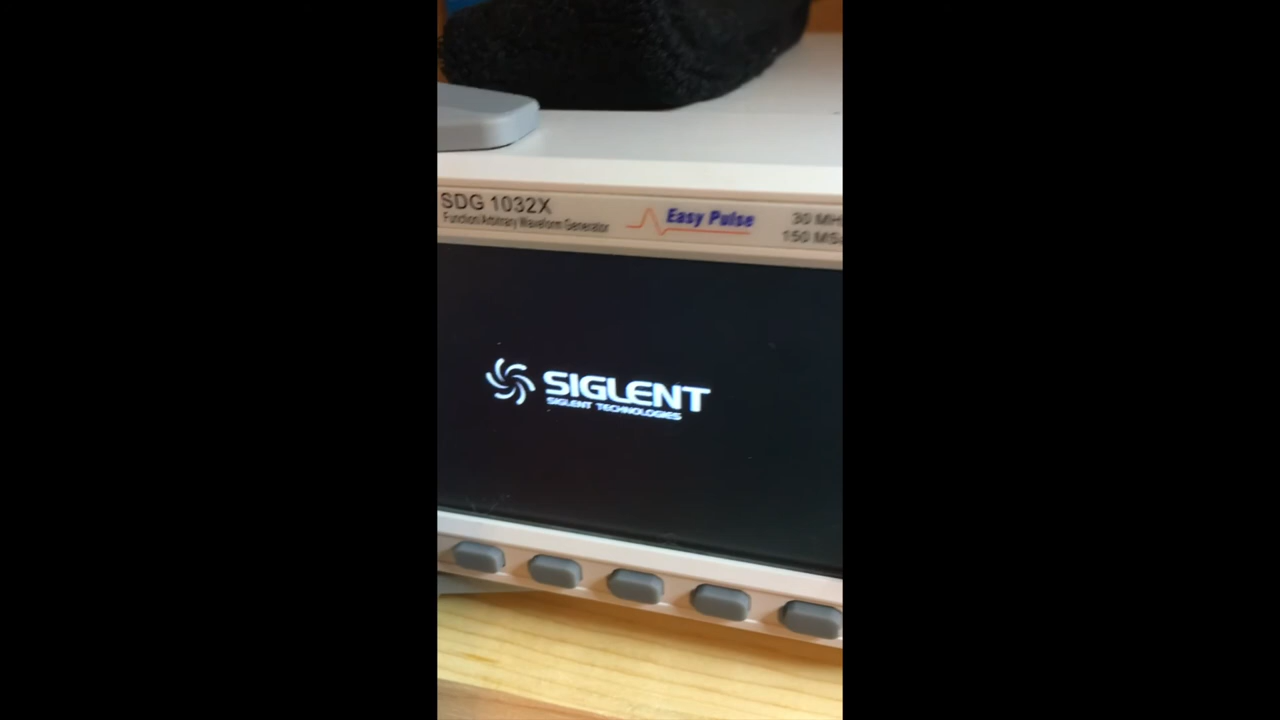 SDG 1032X
Function/Arbitrary Waveform Generator
Easy Pulse
30 MH
150 MS
SIGLENT
SIGLENT TECHNOLOGIES